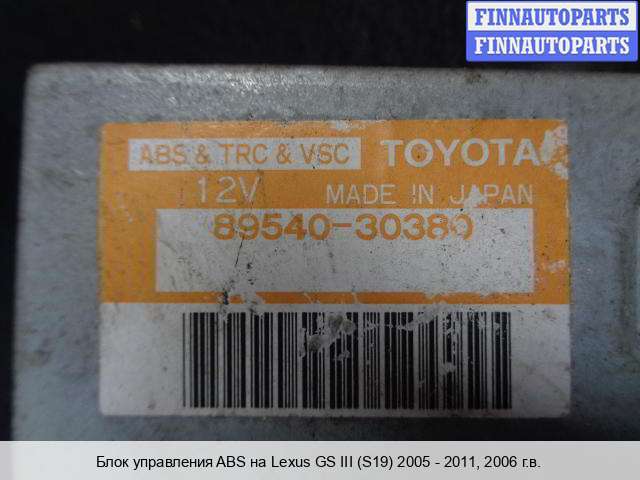 FINNAUTOPARTS
FINNAUTOPARTS
ABS & TRC & VSC TOYOTA
12V MADE IN JAPAN
89540-30380
Блок управления ABS на Lexus GS III (S19) 2005 - 2011, 2006 г.в.